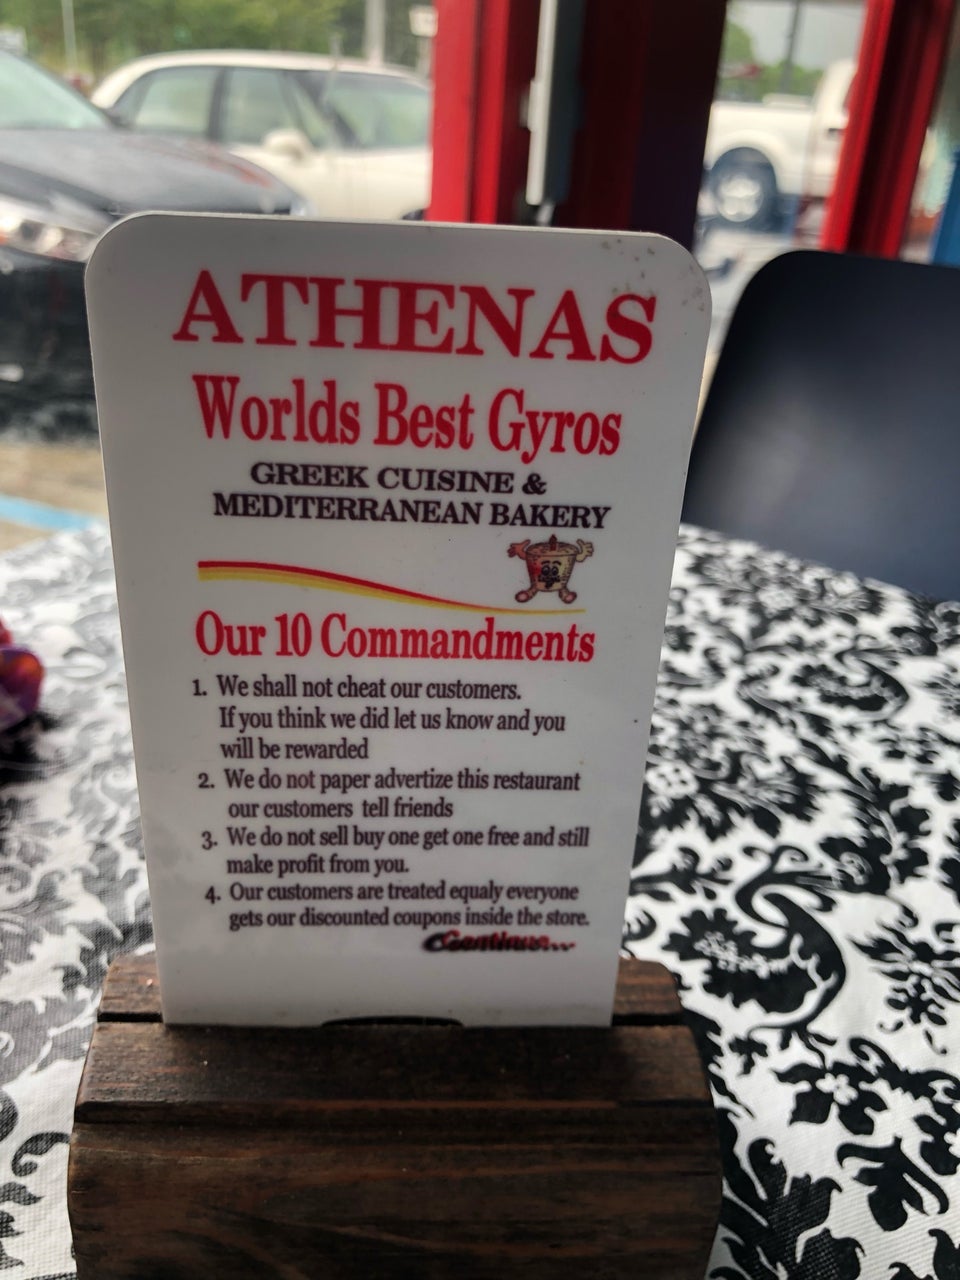 ATHENAS
Worlds Best Gyros
GREEK CUISINE &
MEDITERRANEAN BAKERY
Our 10 Commandments
1. We shall not cheat our customers.
If you think we did let us know and you
will be rewarded
2. We do not paper advertize this restaurant
our customers tell friends
3. We do not sell buy one get one free and still
make profit from you.
4. Our customers are treated equaly everyone
gets our discounted coupons inside the store.
Continue...